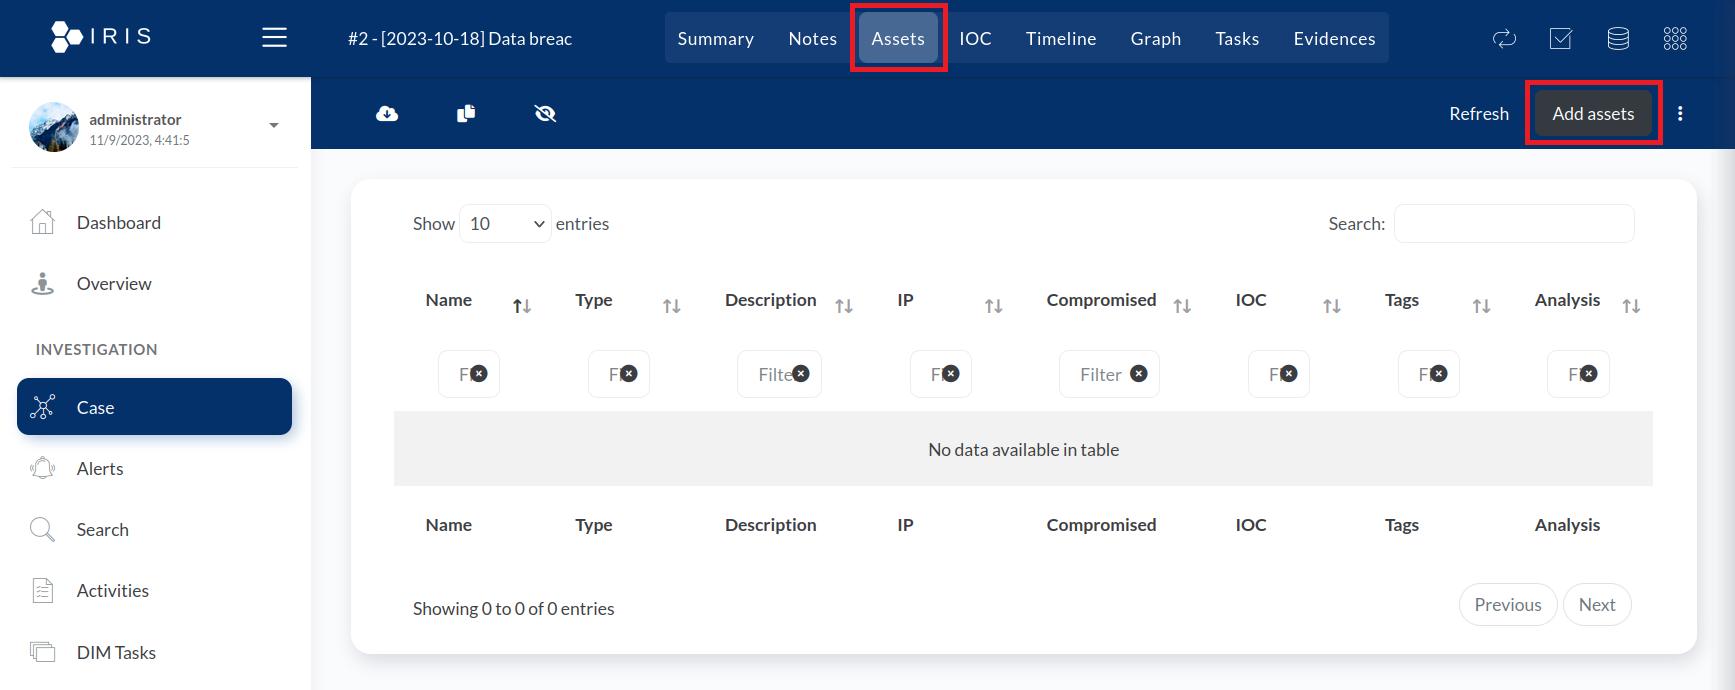 IRIS
#2 - [2023-10-18] Data breac
Summary Notes Assets IOC Timeline Graph Tasks Evidences
administrator
11/9/2023, 4:41:5
Refresh Add assets
Dashboard
Overview
INVESTIGATION
Case
Alerts
Search
Activities
DIM Tasks
Show 10 entries
Search:
Name Type Description IP Compromised IOC Tags Analysis
Filter
No data available in table
Name Type Description IP Compromised IOC Tags Analysis
Showing 0 to 0 of 0 entries
Previous Next